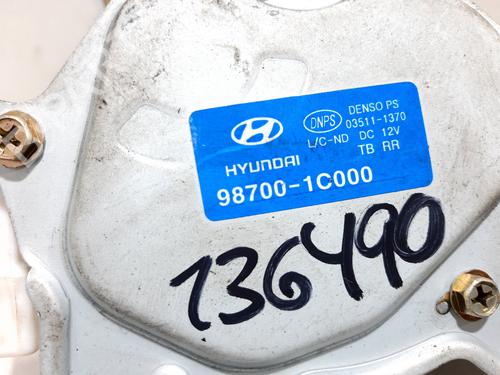 DENSO PS
DNPS
03511-1370
L/C-ND DC 12V
TB RR
HYUNDAI
98700-1C000
136490